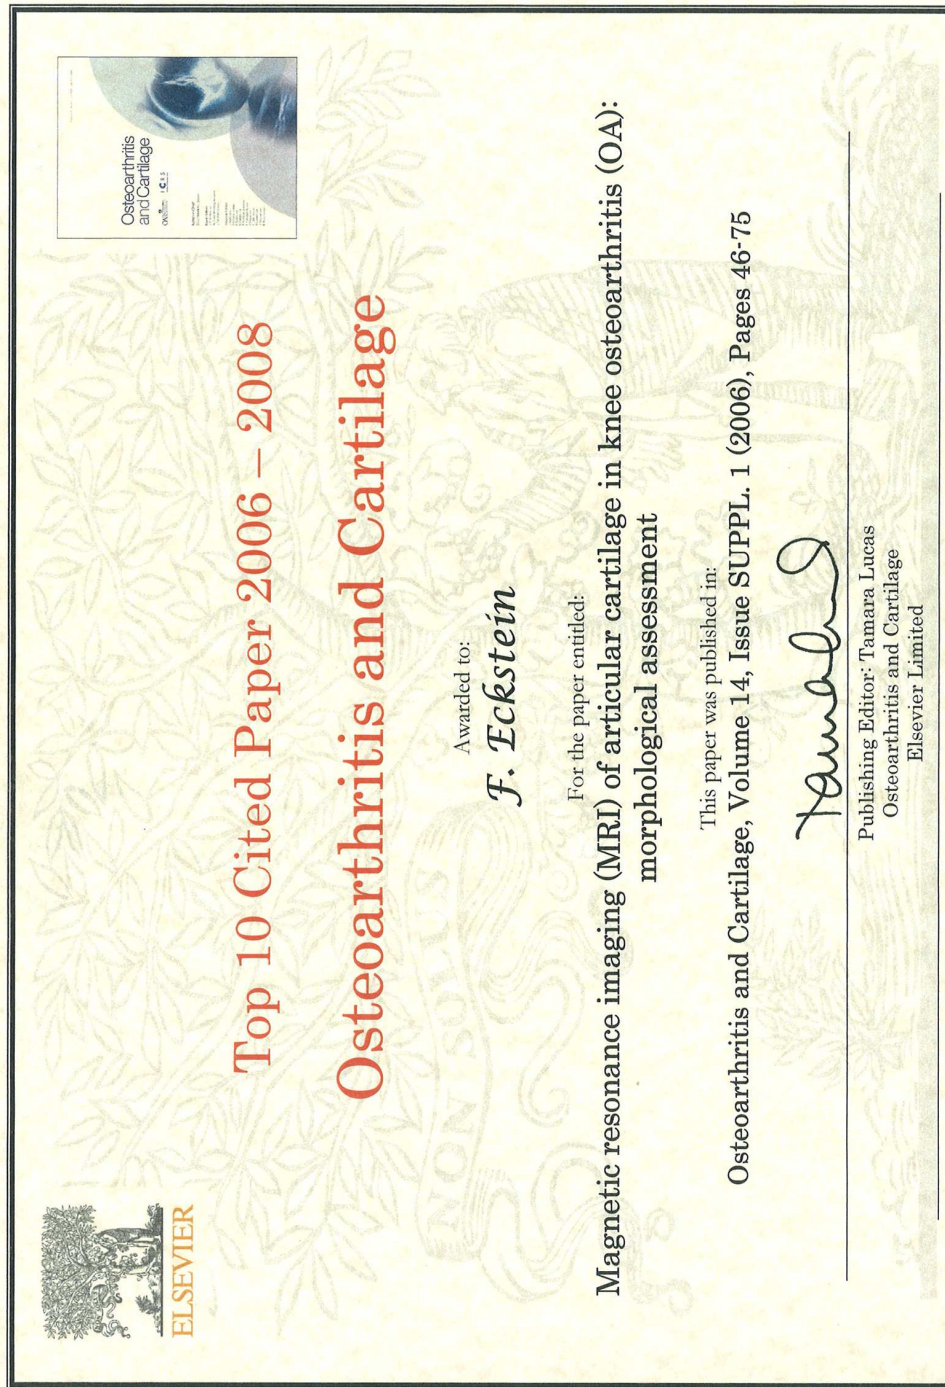 ELSEVIER
Osteoarthritis
and Cartilage
Top 10 Cited Paper 2006 – 2008
Osteoarthritis and Cartilage
Awarded to:
F. Eckstein
For the paper entitled:
Magnetic resonance imaging (MRI) of articular cartilage in knee osteoarthritis (OA):
morphological assessment
This paper was published in:
Osteoarthritis and Cartilage, Volume 14, Issue SUPPL. 1 (2006), Pages 46-75
Publishing Editor: Tamara Lucas
Osteoarthritis and Cartilage
Elsevier Limited
NON SOLUS